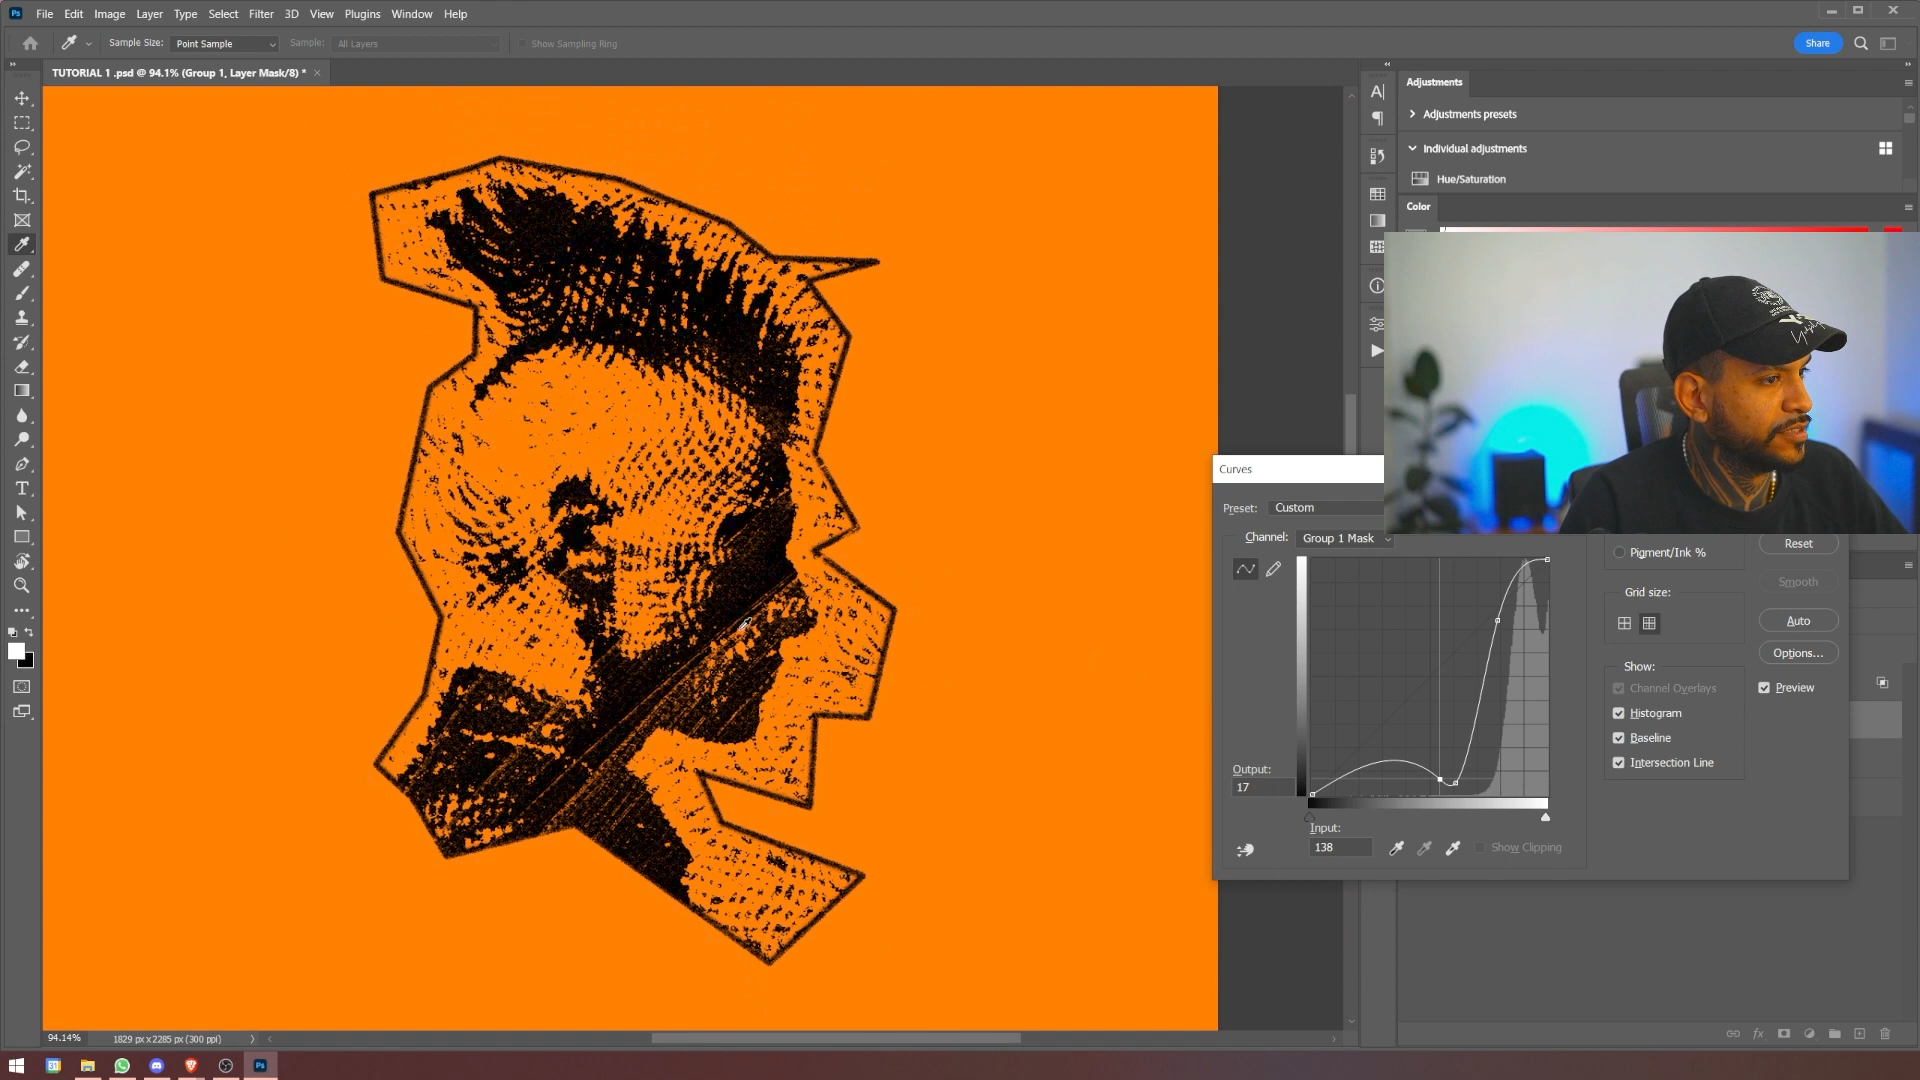 File Edit Image Layer Type Select Filter 3D View Plugins Window Help
Sample Size: Point Sample Sample: All Layers Show Sampling Ring
Share
TUTORIAL 1 .psd @ 94.1% (Group 1, Layer Mask/8) *
Adjustments
Adjustments presets
Individual adjustments
Hue/Saturation
Color
Curves
Preset: Custom
Channel: Group 1 Mask
Pigment/Ink %
Grid size:
Show:
Channel Overlays
Histogram
Baseline
Intersection Line
Reset
Smooth
Auto
Options...
Preview
Output:
17
Input:
138
Show Clipping
94.14% 1829 px x 2285 px (300 ppi)
31
Ps